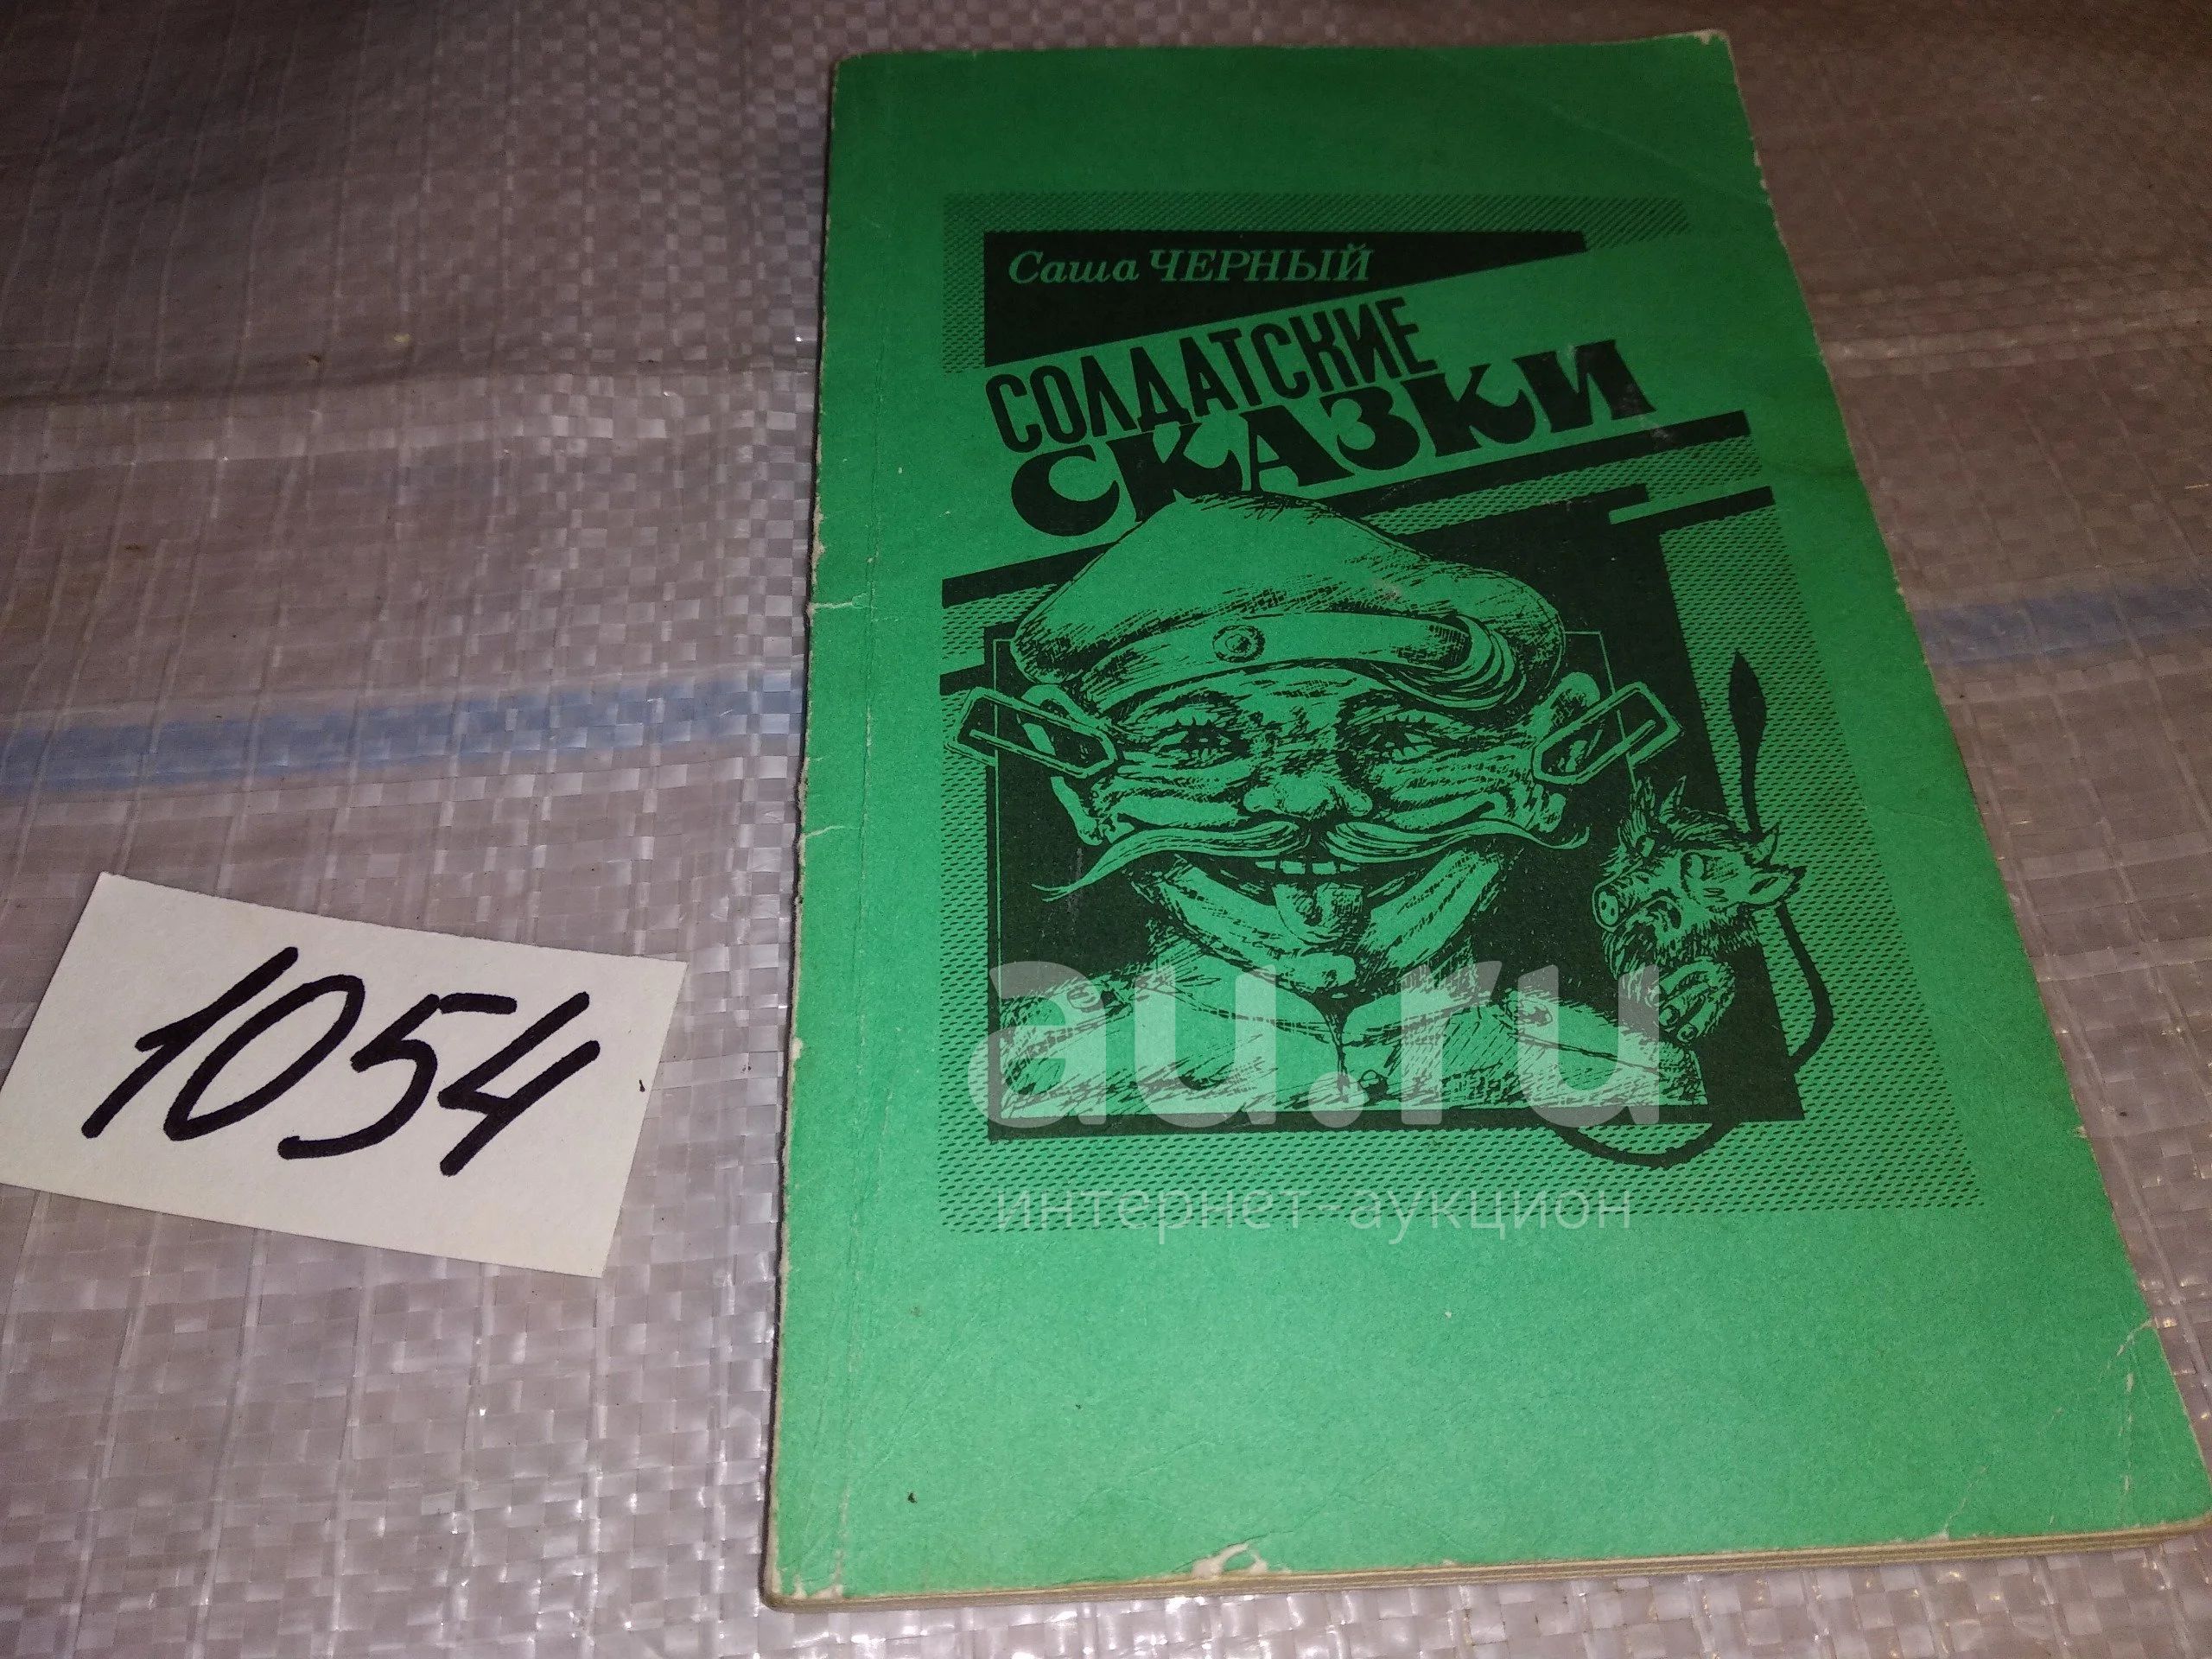 Саша ЧЕРНЫЙ
СОЛДАТСКИЕ
СКАЗКИ
1054
au.ru
интернет-аукцион